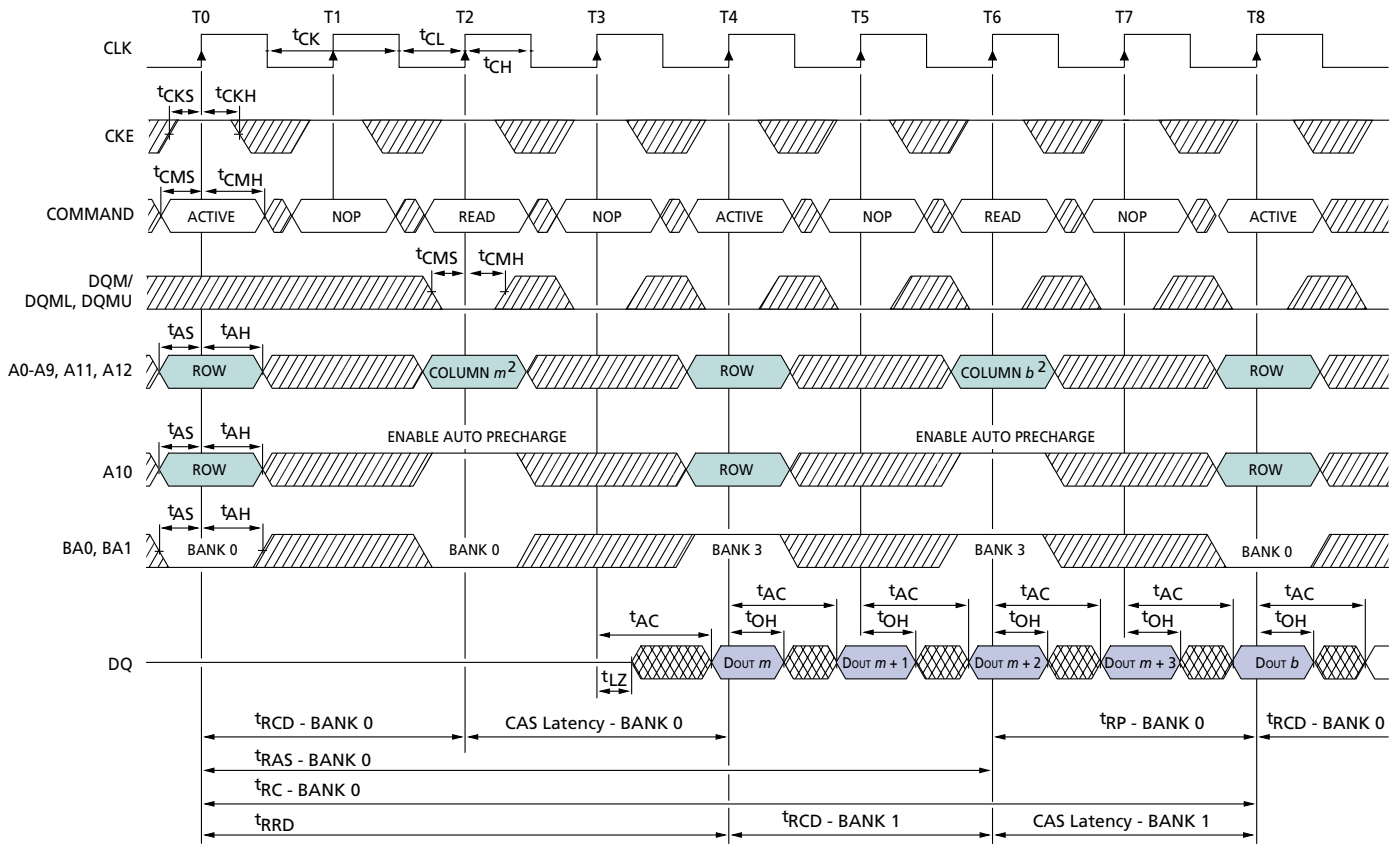 T0 T1 T2 T3 T4 T5 T6 T7 T8
CLK tCK tCL tCH
tCKS tCKH
CKE
tCMS tCMH
COMMAND ACTIVE NOP READ NOP ACTIVE NOP READ NOP ACTIVE
tCMS tCMH
DQM/
DQML, DQMU
tAS tAH
A0-A9, A11, A12 ROW COLUMN m2 ROW COLUMN b 2 ROW
ENABLE AUTO PRECHARGE ENABLE AUTO PRECHARGE
tAS tAH
A10 ROW ROW ROW
tAS tAH
BA0, BA1 BANK 0 BANK 0 BANK 3 BANK 3 BANK 0
tAC tAC tAC tAC tAC tAC
tOH tOH tOH tOH tOH
DQ DOUT m DOUT m + 1 DOUT m + 2 DOUT m + 3 DOUT b
tLZ
tRCD - BANK 0 CAS Latency - BANK 0 tRP - BANK 0 tRCD - BANK 0
tRAS - BANK 0
tRC - BANK 0
tRRD tRCD - BANK 1 CAS Latency - BANK 1